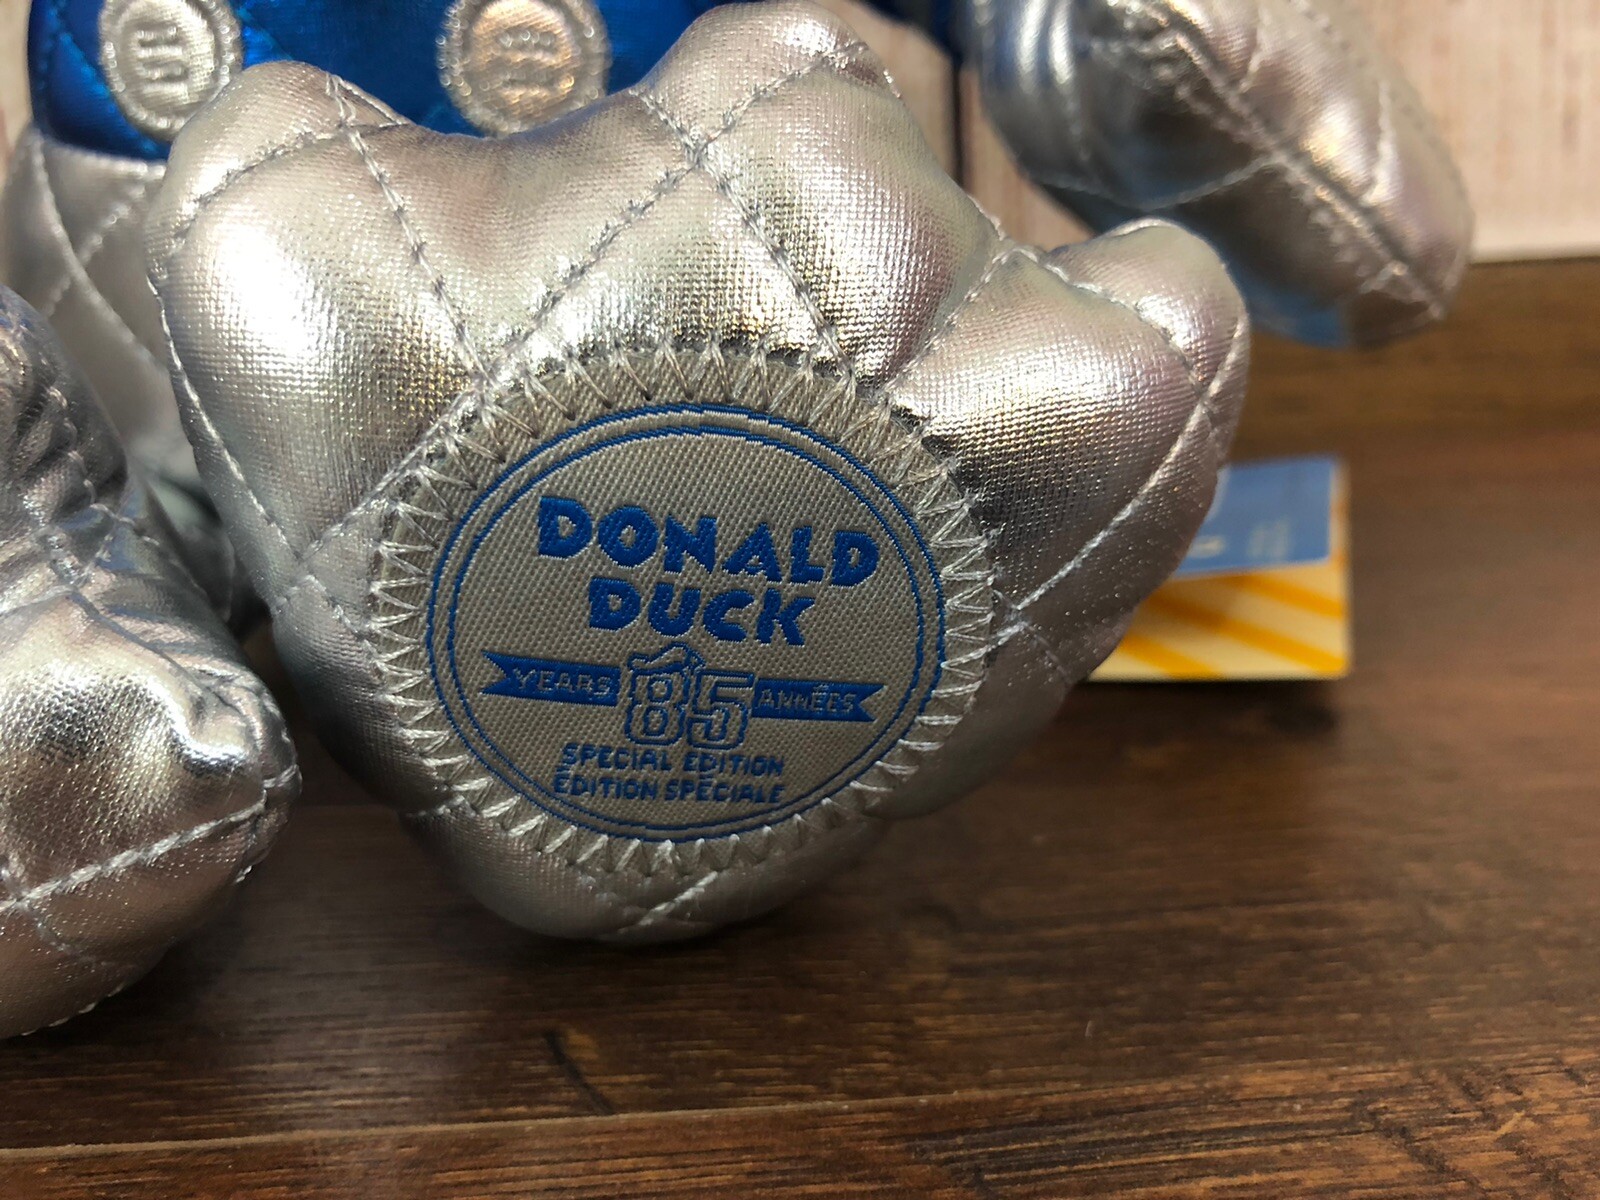 DONALD
DUCK
YEARS 85 ANNÉES
SPECIAL EDITION
ÉDITION SPÉCIALE